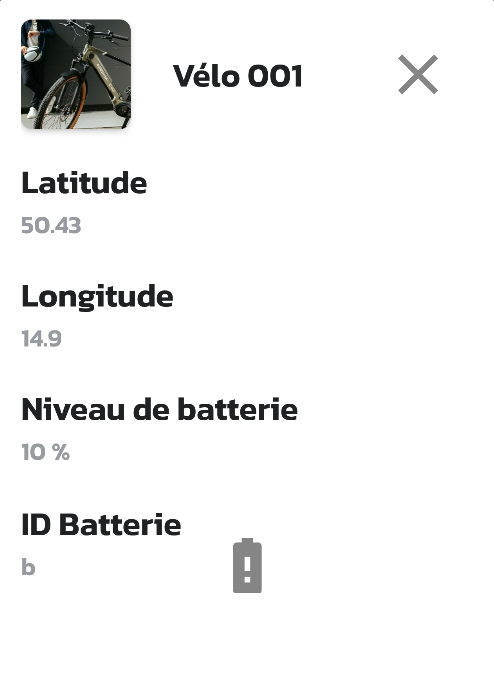 Vélo 001
Latitude
50.43
Longitude
14.9
Niveau de batterie
10 %
ID Batterie
b